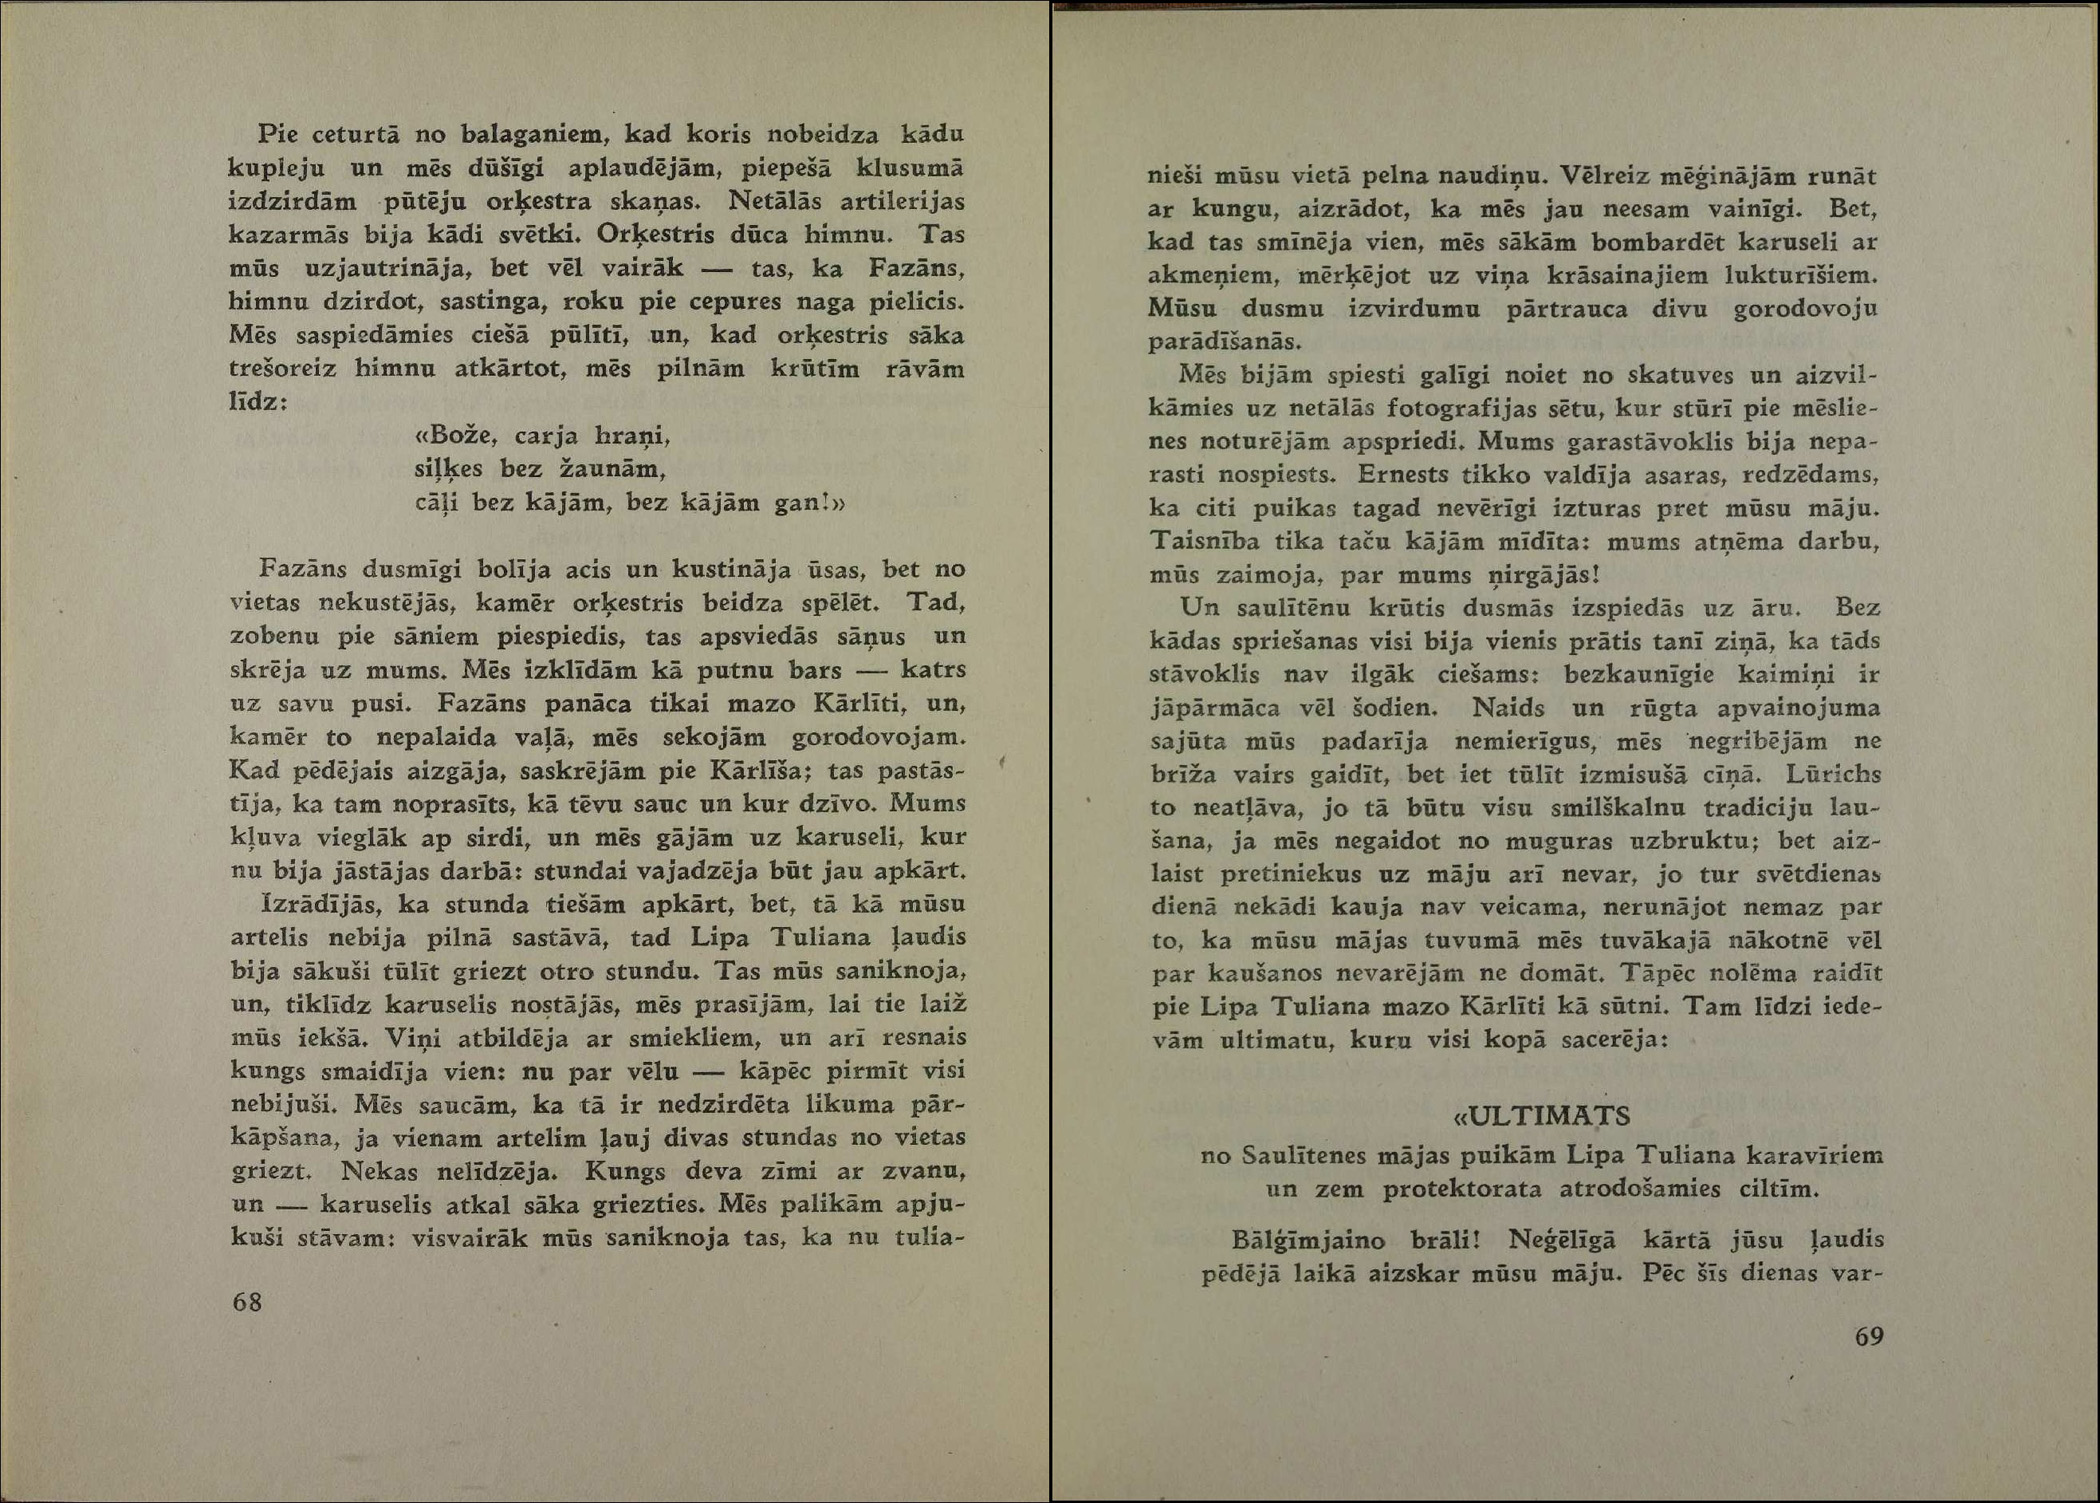 Pie ceturtā no balaganiem, kad koris nobeidza kādu
kupleju un mēs dūšīgi aplaudējām, piepešā klusumā
izdzirdām pūtēju orķestra skaņas. Netālās artilerijas
kazarmās bija kādi svētki. Orķestris dūca himnu. Tas
mūs uzjautrināja, bet vēl vairāk — tas, ka Fazāns,
himnu dzirdot, sastinga, roku pie cepures naga pielicis.
Mēs saspiedāmies ciešā pūlītī, un, kad orķestris sāka
trešoreiz himnu atkārtot, mēs pilnām krūtīm rāvām
līdz:
«Bože, carja hraņi,
siļķes bez žaunām,
cāļi bez kājām, bez kājām gan!»
Fazāns dusmīgi bolīja acis un kustināja ūsas, bet no
vietas nekustējās, kamēr orķestris beidza spēlēt. Tad,
zobenu pie sāniem piespiedis, tas apsviedās sāņus un
skrēja uz mums. Mēs izklīdām kā putnu bars — katrs
uz savu pusi. Fazāns panāca tikai mazo Kārlīti, un,
kamēr to nepalaida vaļā, mēs sekojām gorodovojam.
Kad pēdējais aizgāja, saskrējām pie Kārlīša; tas pastās-
tīja, ka tam noprasīts, kā tēvu sauc un kur dzīvo. Mums
kļuva vieglāk ap sirdi, un mēs gājām uz karuseli, kur
nu bija jāstājas darbā: stundai vajadzēja būt jau apkārt.
Izrādījās, ka stunda tiešām apkārt, bet, tā kā mūsu
artelis nebija pilnā sastāvā, tad Lipa Tuliana ļaudis
bija sākuši tūlīt griezt otro stundu. Tas mūs saniknoja,
un, tiklīdz karuselis nostājās, mēs prasījām, lai tie laiž
mūs iekšā. Viņi atbildēja ar smiekliem, un arī resnais
kungs smaidīja vien: nu par vēlu — kāpēc pirmīt visi
nebijuši. Mēs saucām, ka tā ir nedzirdēta likuma pār-
kāpšana, ja vienam artelim ļauj divas stundas no vietas
griezt. Nekas nelīdzēja. Kungs deva zīmi ar zvanu,
un — karuselis atkal sāka griezties. Mēs palikām apju-
kuši stāvam: visvairāk mūs saniknoja tas, ka nu tulia-
68
nieši mūsu vietā pelna naudiņu. Vēlreiz mēģinājām runāt
ar kungu, aizrādot, ka mēs jau neesam vainīgi. Bet,
kad tas smīnēja vien, mēs sākām bombardēt karuseli ar
akmeņiem, mērķējot uz viņa krāsainajiem lukturīšiem.
Mūsu dusmu izvirdumu pārtrauca divu gorodovoju
parādīšanās.
Mēs bijām spiesti galīgi noiet no skatuves un aizvil-
kāmies uz netālās fotografijas sētu, kur stūrī pie mēslie-
nes noturējām apspriedi. Mums garastāvoklis bija nepa-
rasti nospiests. Ernests tikko valdīja asaras, redzēdams,
ka citi puikas tagad nevērīgi izturas pret mūsu māju.
Taisnība tika taču kājām mīdīta: mums atņēma darbu,
mūs zaimoja, par mums ņirgājās!
Un saulītēnu krūtis dusmās izspiedās uz āru. Bez
kādas spriešanas visi bija vienis prātis tanī ziņā, ka tāds
stāvoklis nav ilgāk ciešams: bezkaunīgie kaimiņi ir
jāpārmāca vēl šodien. Naids un rūgta apvainojuma
sajūta mūs padarīja nemierīgus, mēs negribējām ne
brīža vairs gaidīt, bet iet tūlīt izmisušā cīņā. Lūrichs
to neatļāva, jo tā būtu visu smilškalnu tradiciju lau-
šana, ja mēs negaidot no muguras uzbruktu; bet aiz-
laist pretiniekus uz māju arī nevar, jo tur svētdienas
dienā nekādi kauja nav veicama, nerunājot nemaz par
to, ka mūsu mājas tuvumā mēs tuvākajā nākotnē vēl
par kaušanos nevarējām ne domāt. Tāpēc nolēma raidīt
pie Lipa Tuliana mazo Kārlīti kā sūtni. Tam līdzi iede-
vām ultimatu, kuru visi kopā sacerēja:
«ULTIMATS
no Saulītenes mājas puikām Lipa Tuliana karavīriem
un zem protektorata atrodošamies ciltīm.
Bālģīmjaino brāli! Neģēlīgā kārtā jūsu ļaudis
pēdējā laikā aizskar mūsu māju. Pēc šīs dienas var-
69